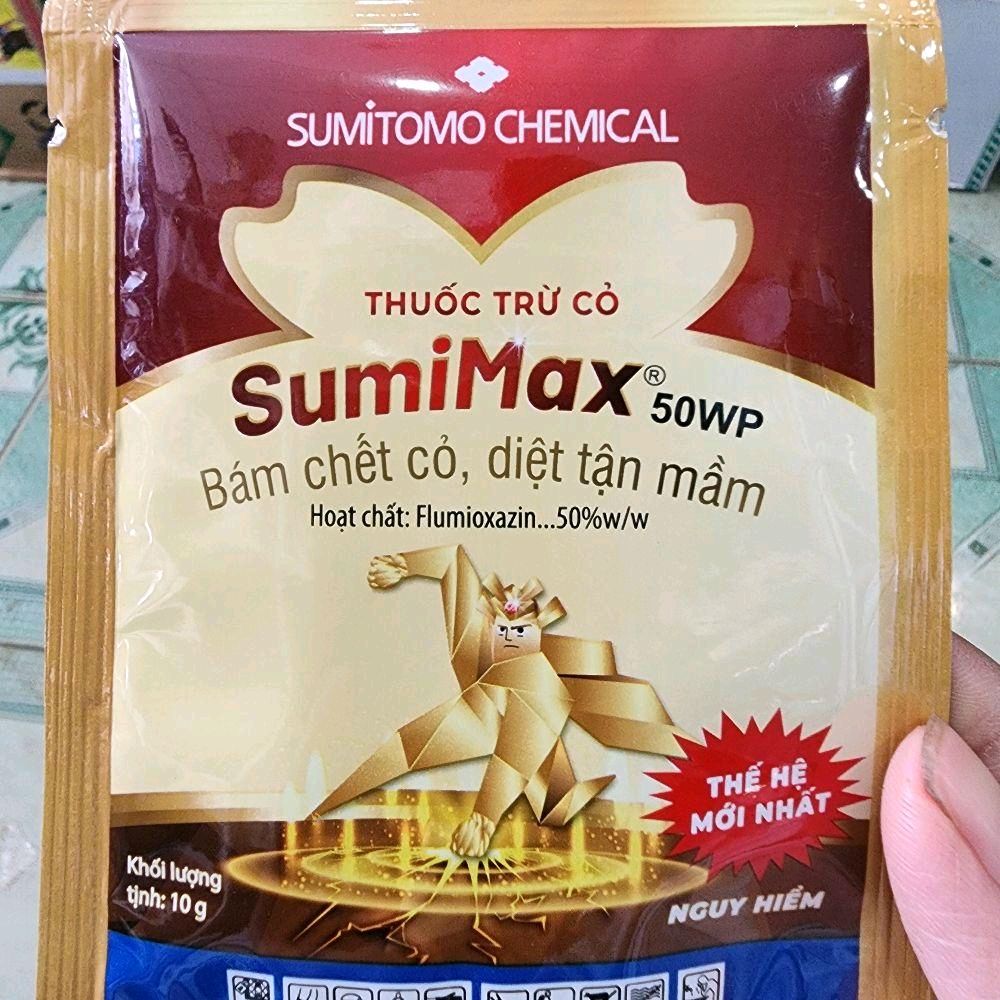 SUMiTOMO CHEMICAL
THUỐC TRỪ CỎ
SumiMax® 50WP
Bám chết cỏ, diệt tận mầm
Hoạt chất: Flumioxazin...50%w/w
THẾ HỆ
MỚI NHẤT
Khối lượng
tịnh: 10 g
NGUY HIỂM